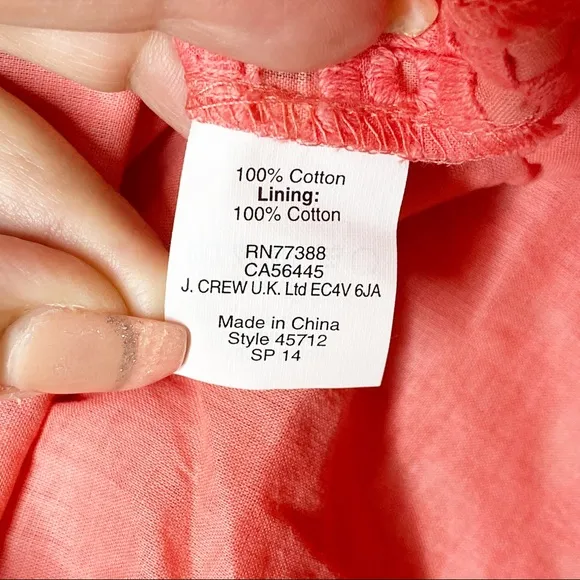 100% Cotton
Lining:
100% Cotton
RN77388
CA56445
J. CREW U.K. Ltd EC4V 6JA
Made in China
Style 45712
SP 14